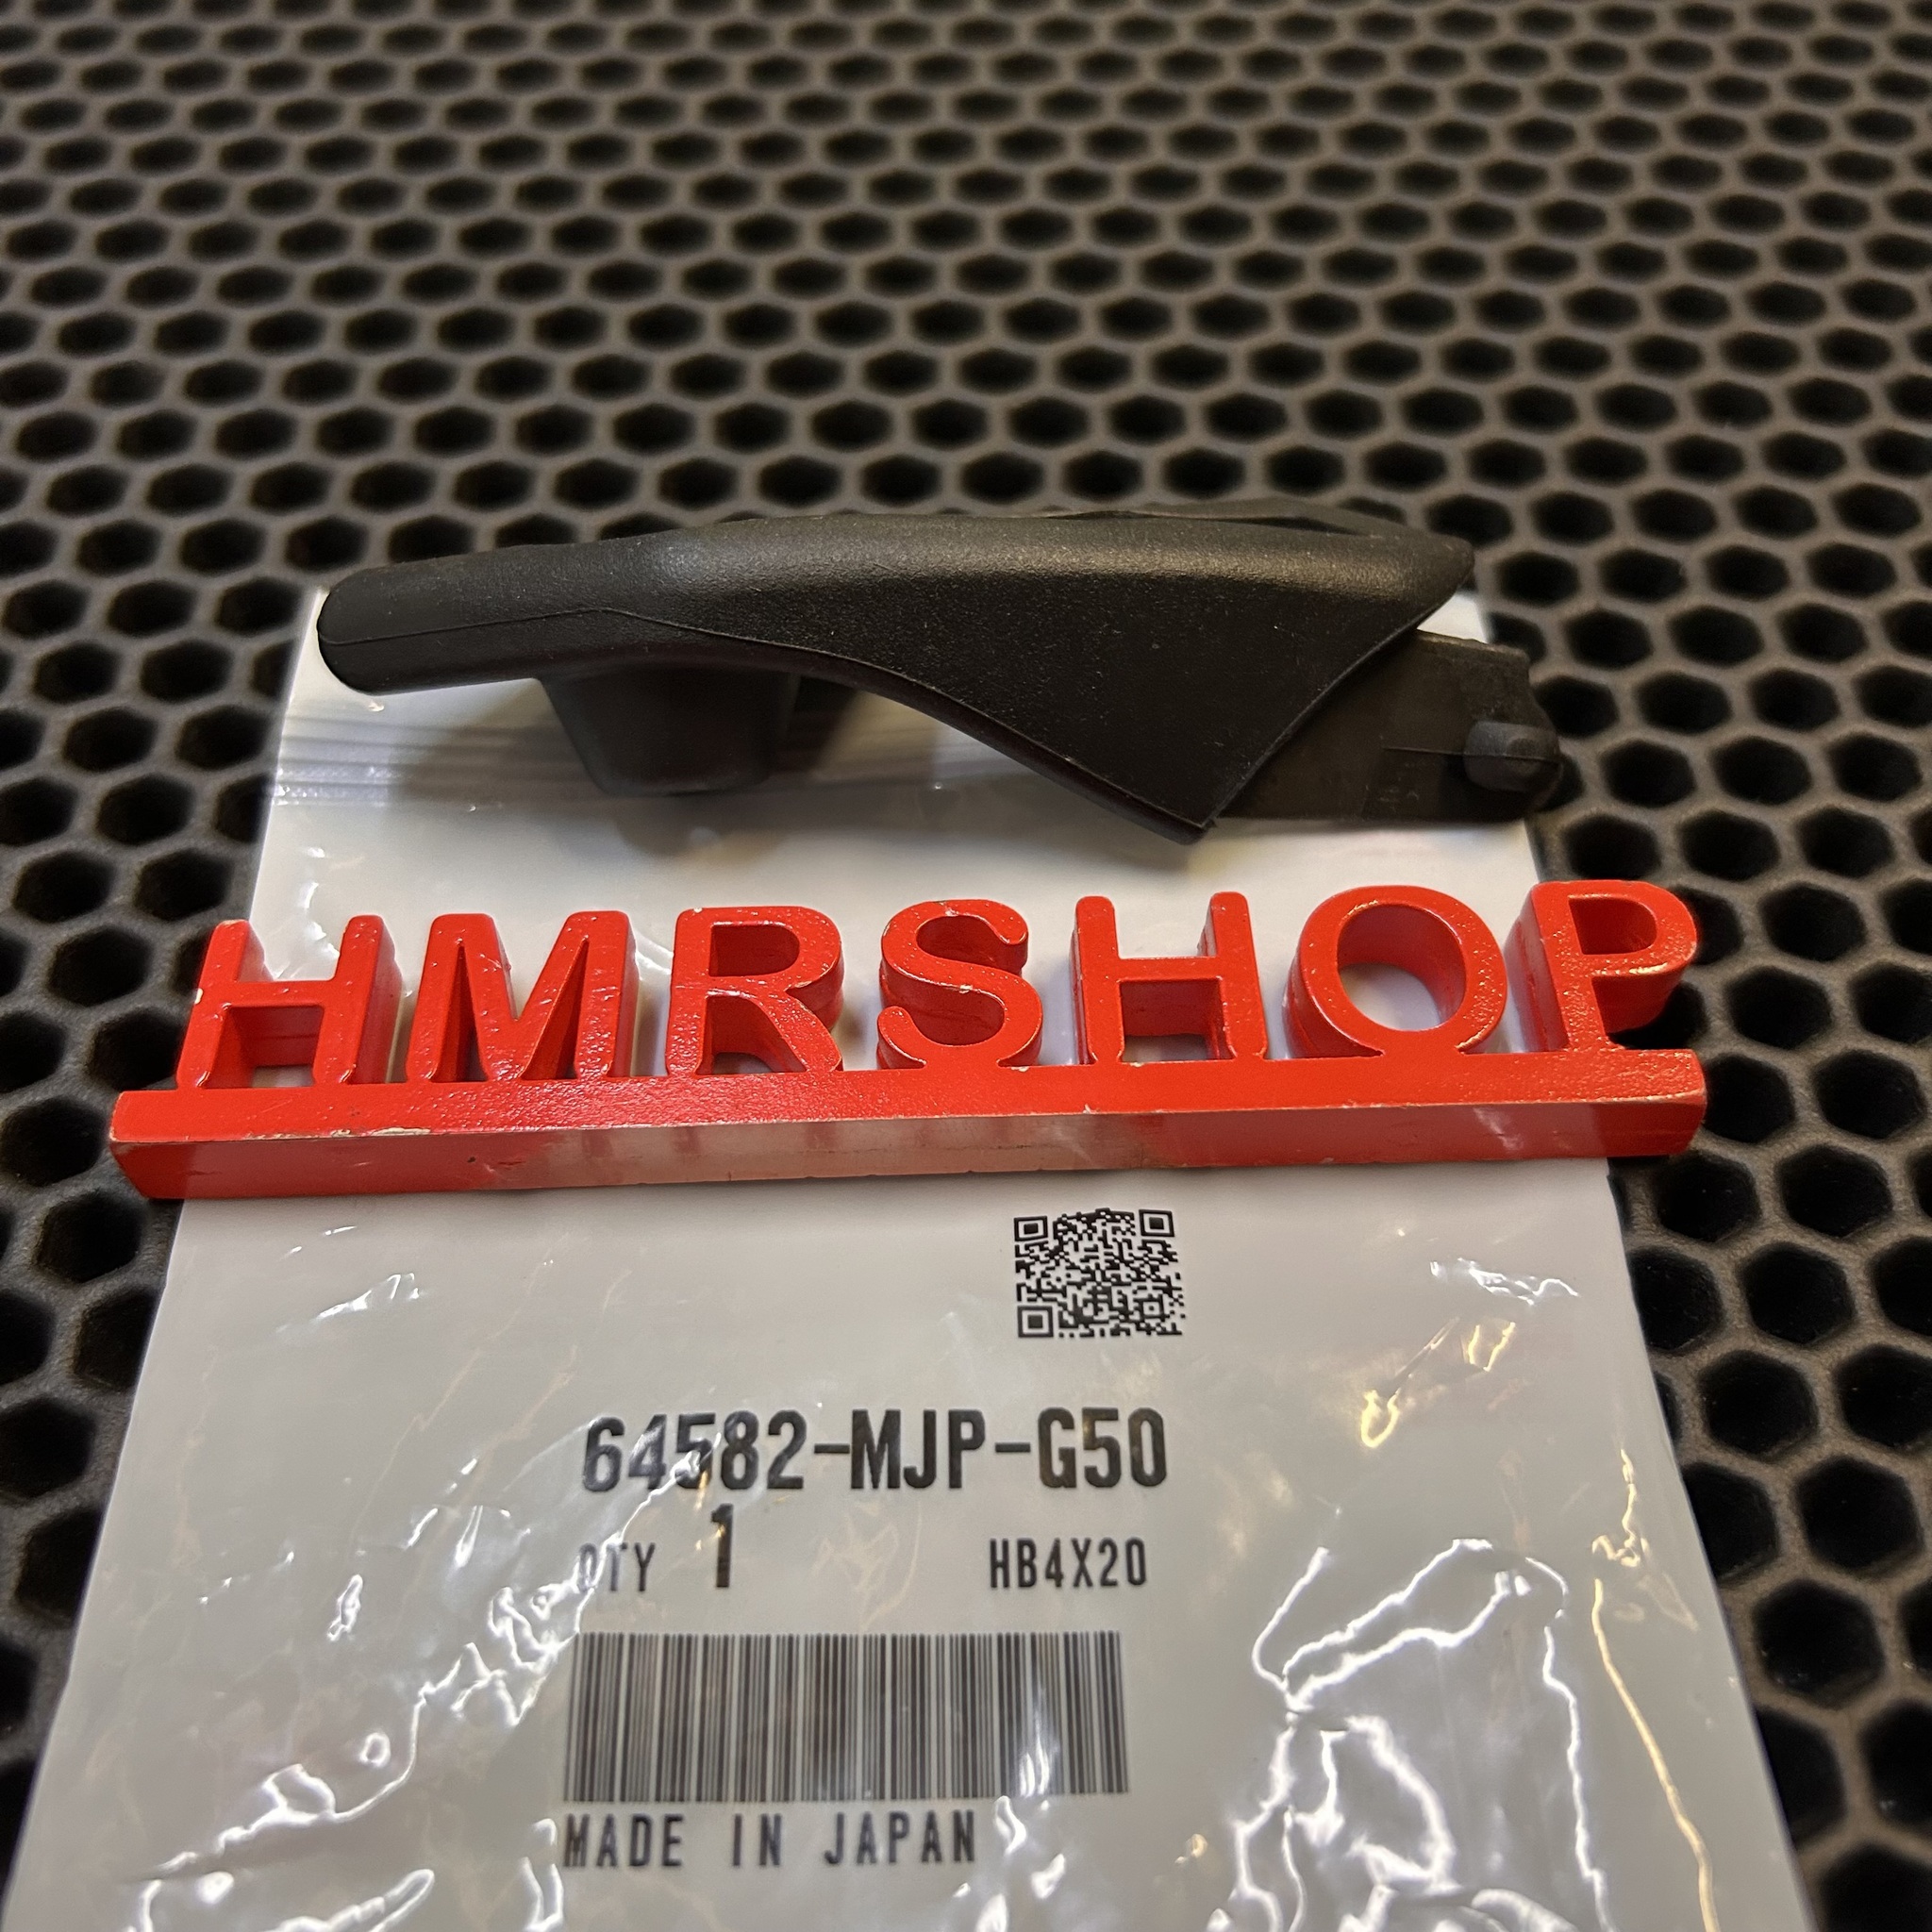 HMRSHOP
64582-MJP-G50
QTY 1 HB4X20
MADE IN JAPAN